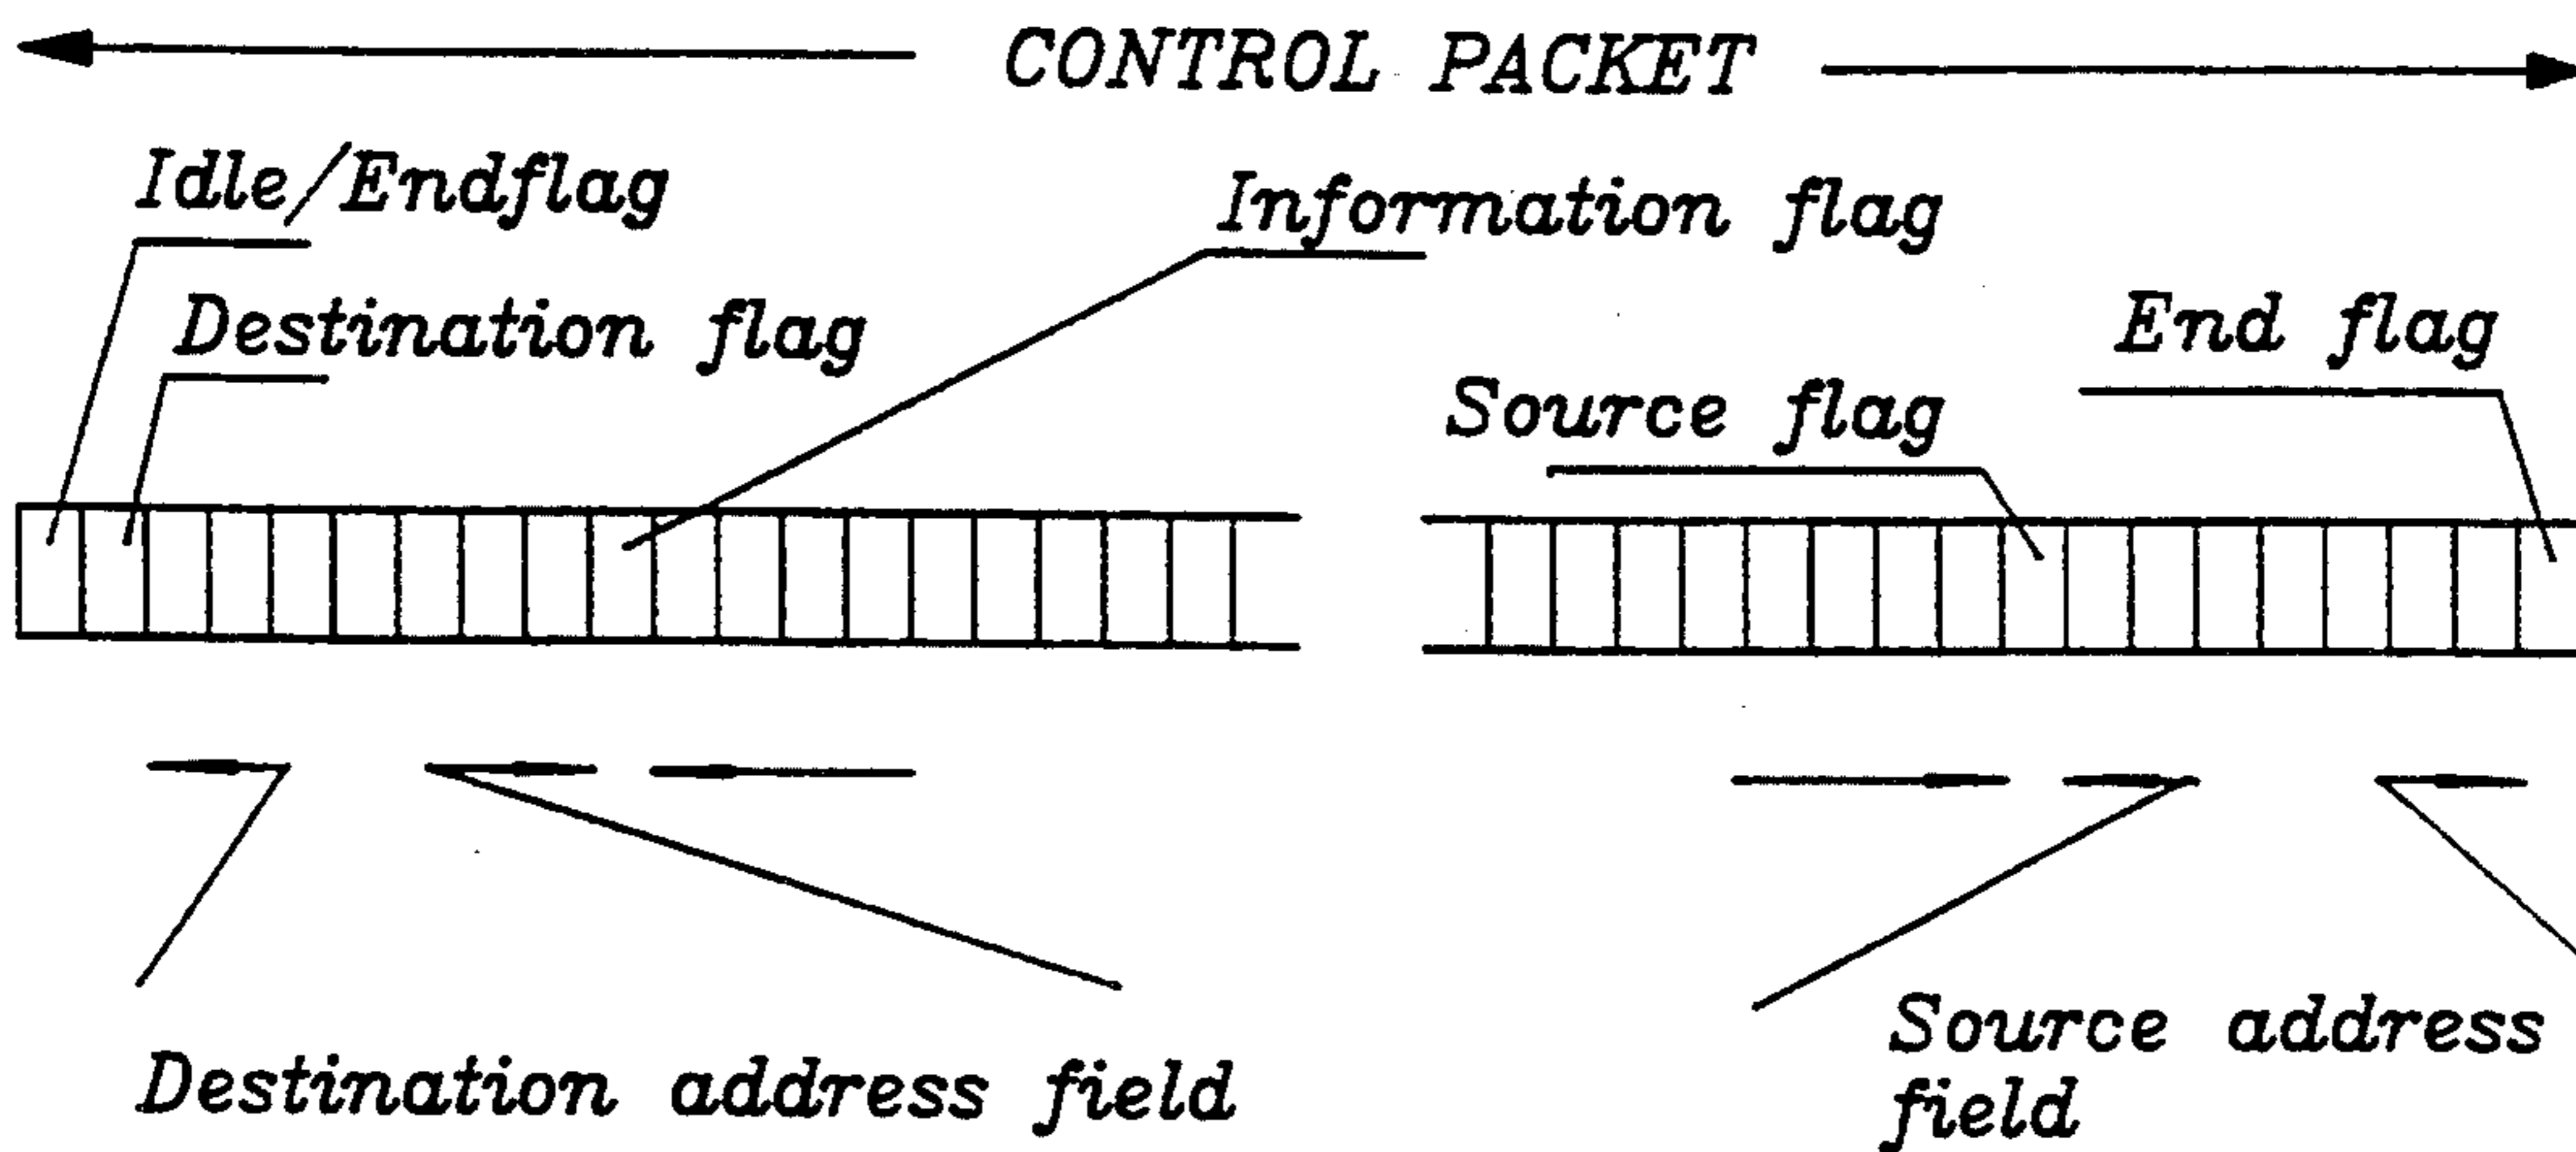 CONTROL PACKET
Idle/Endflag
Information flag
Destination flag
End flag
Source flag
Destination address field
Source address
field